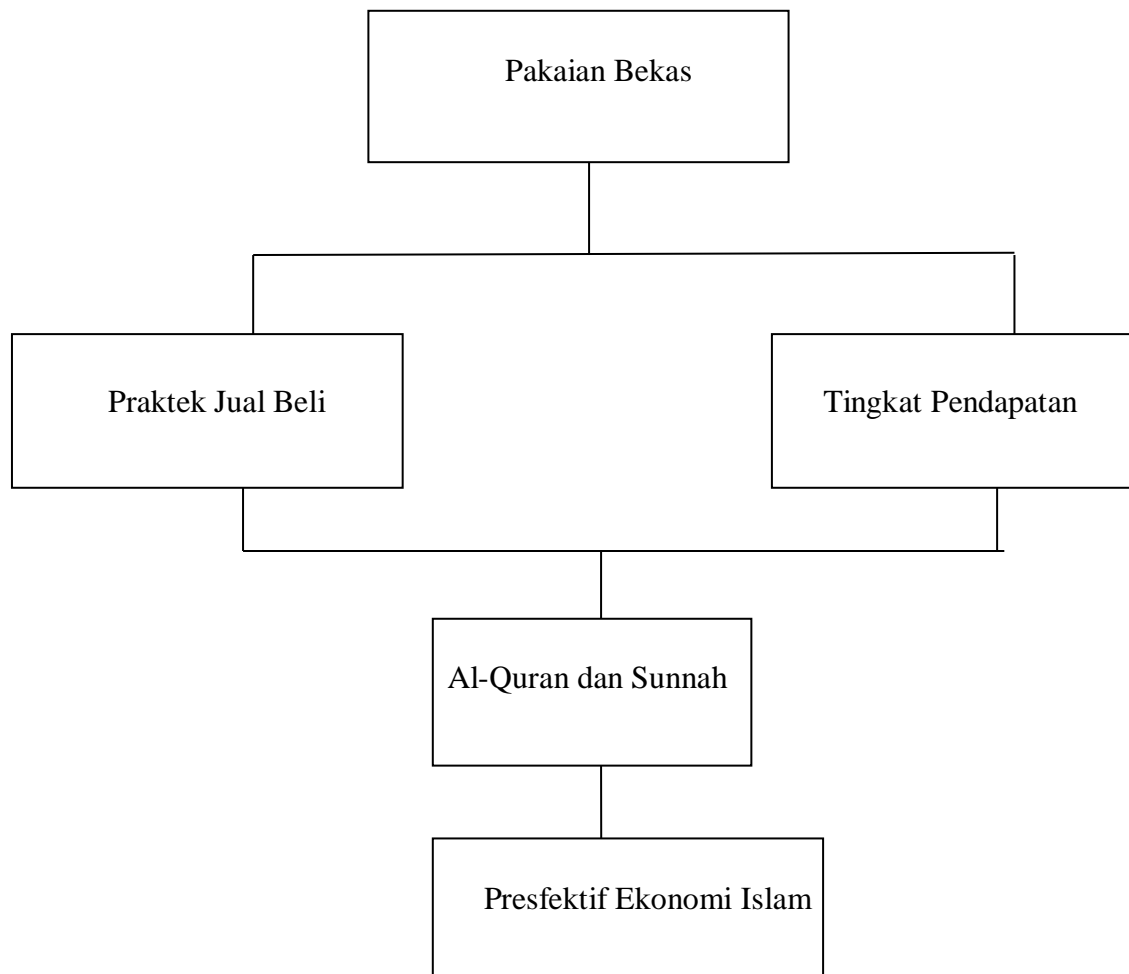 Pakaian Bekas
Praktek Jual Beli
Tingkat Pendapatan
Al-Quran dan Sunnah
Presfektif Ekonomi Islam